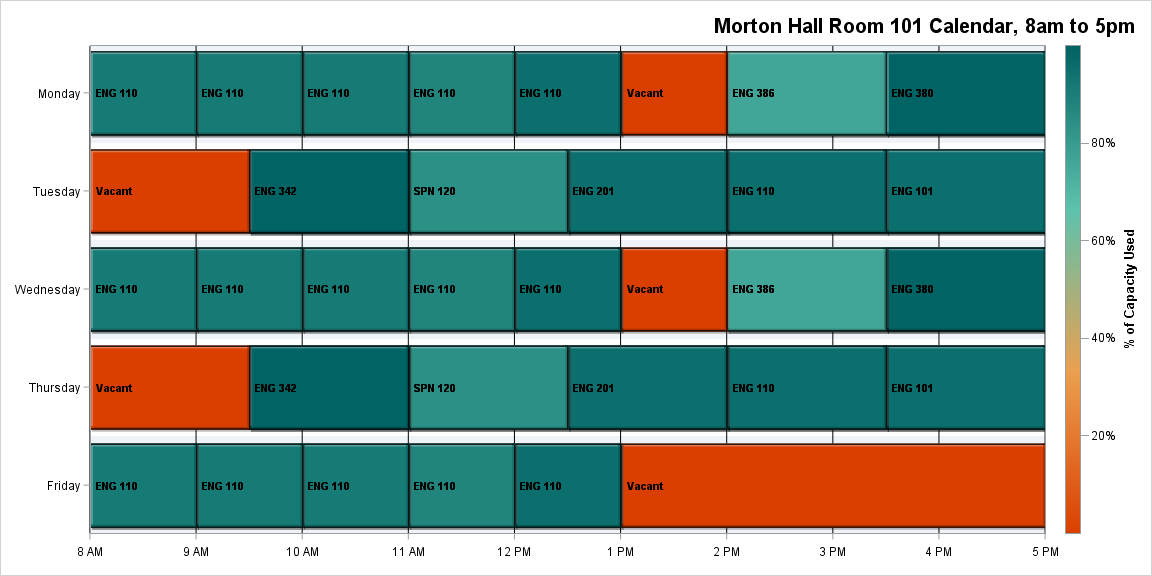 Morton Hall Room 101 Calendar, 8am to 5pm
Monday
ENG 110
ENG 110
ENG 110
ENG 110
ENG 110
Vacant
ENG 386
ENG 380
Tuesday
Vacant
ENG 342
SPN 120
ENG 201
ENG 110
ENG 101
Wednesday
ENG 110
ENG 110
ENG 110
ENG 110
ENG 110
Vacant
ENG 386
ENG 380
Thursday
Vacant
ENG 342
SPN 120
ENG 201
ENG 110
ENG 101
Friday
ENG 110
ENG 110
ENG 110
ENG 110
ENG 110
Vacant
8 AM
9 AM
10 AM
11 AM
12 PM
1 PM
2 PM
3 PM
4 PM
5 PM
80%
60%
40%
20%
% of Capacity Used